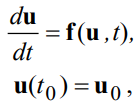 du/dt = f(u ,t),
u(t₀) = u₀ ,